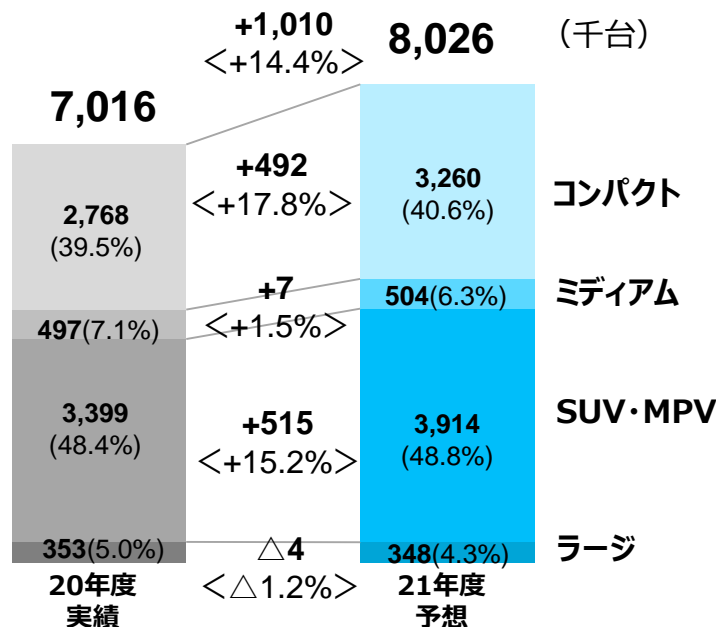 +1,010
＜+14.4%＞
8,026
（千台）
7,016
+492
＜+17.8%＞
3,260
(40.6%)
コンパクト
2,768
(39.5%)
+7
＜+1.5%＞
504(6.3%)
ミディアム
497(7.1%)
3,399
(48.4%)
+515
＜+15.2%＞
3,914
(48.8%)
SUV・MPV
353(5.0%)
△4
＜△1.2%＞
348(4.3%)
ラージ
20年度
実績
21年度
予想